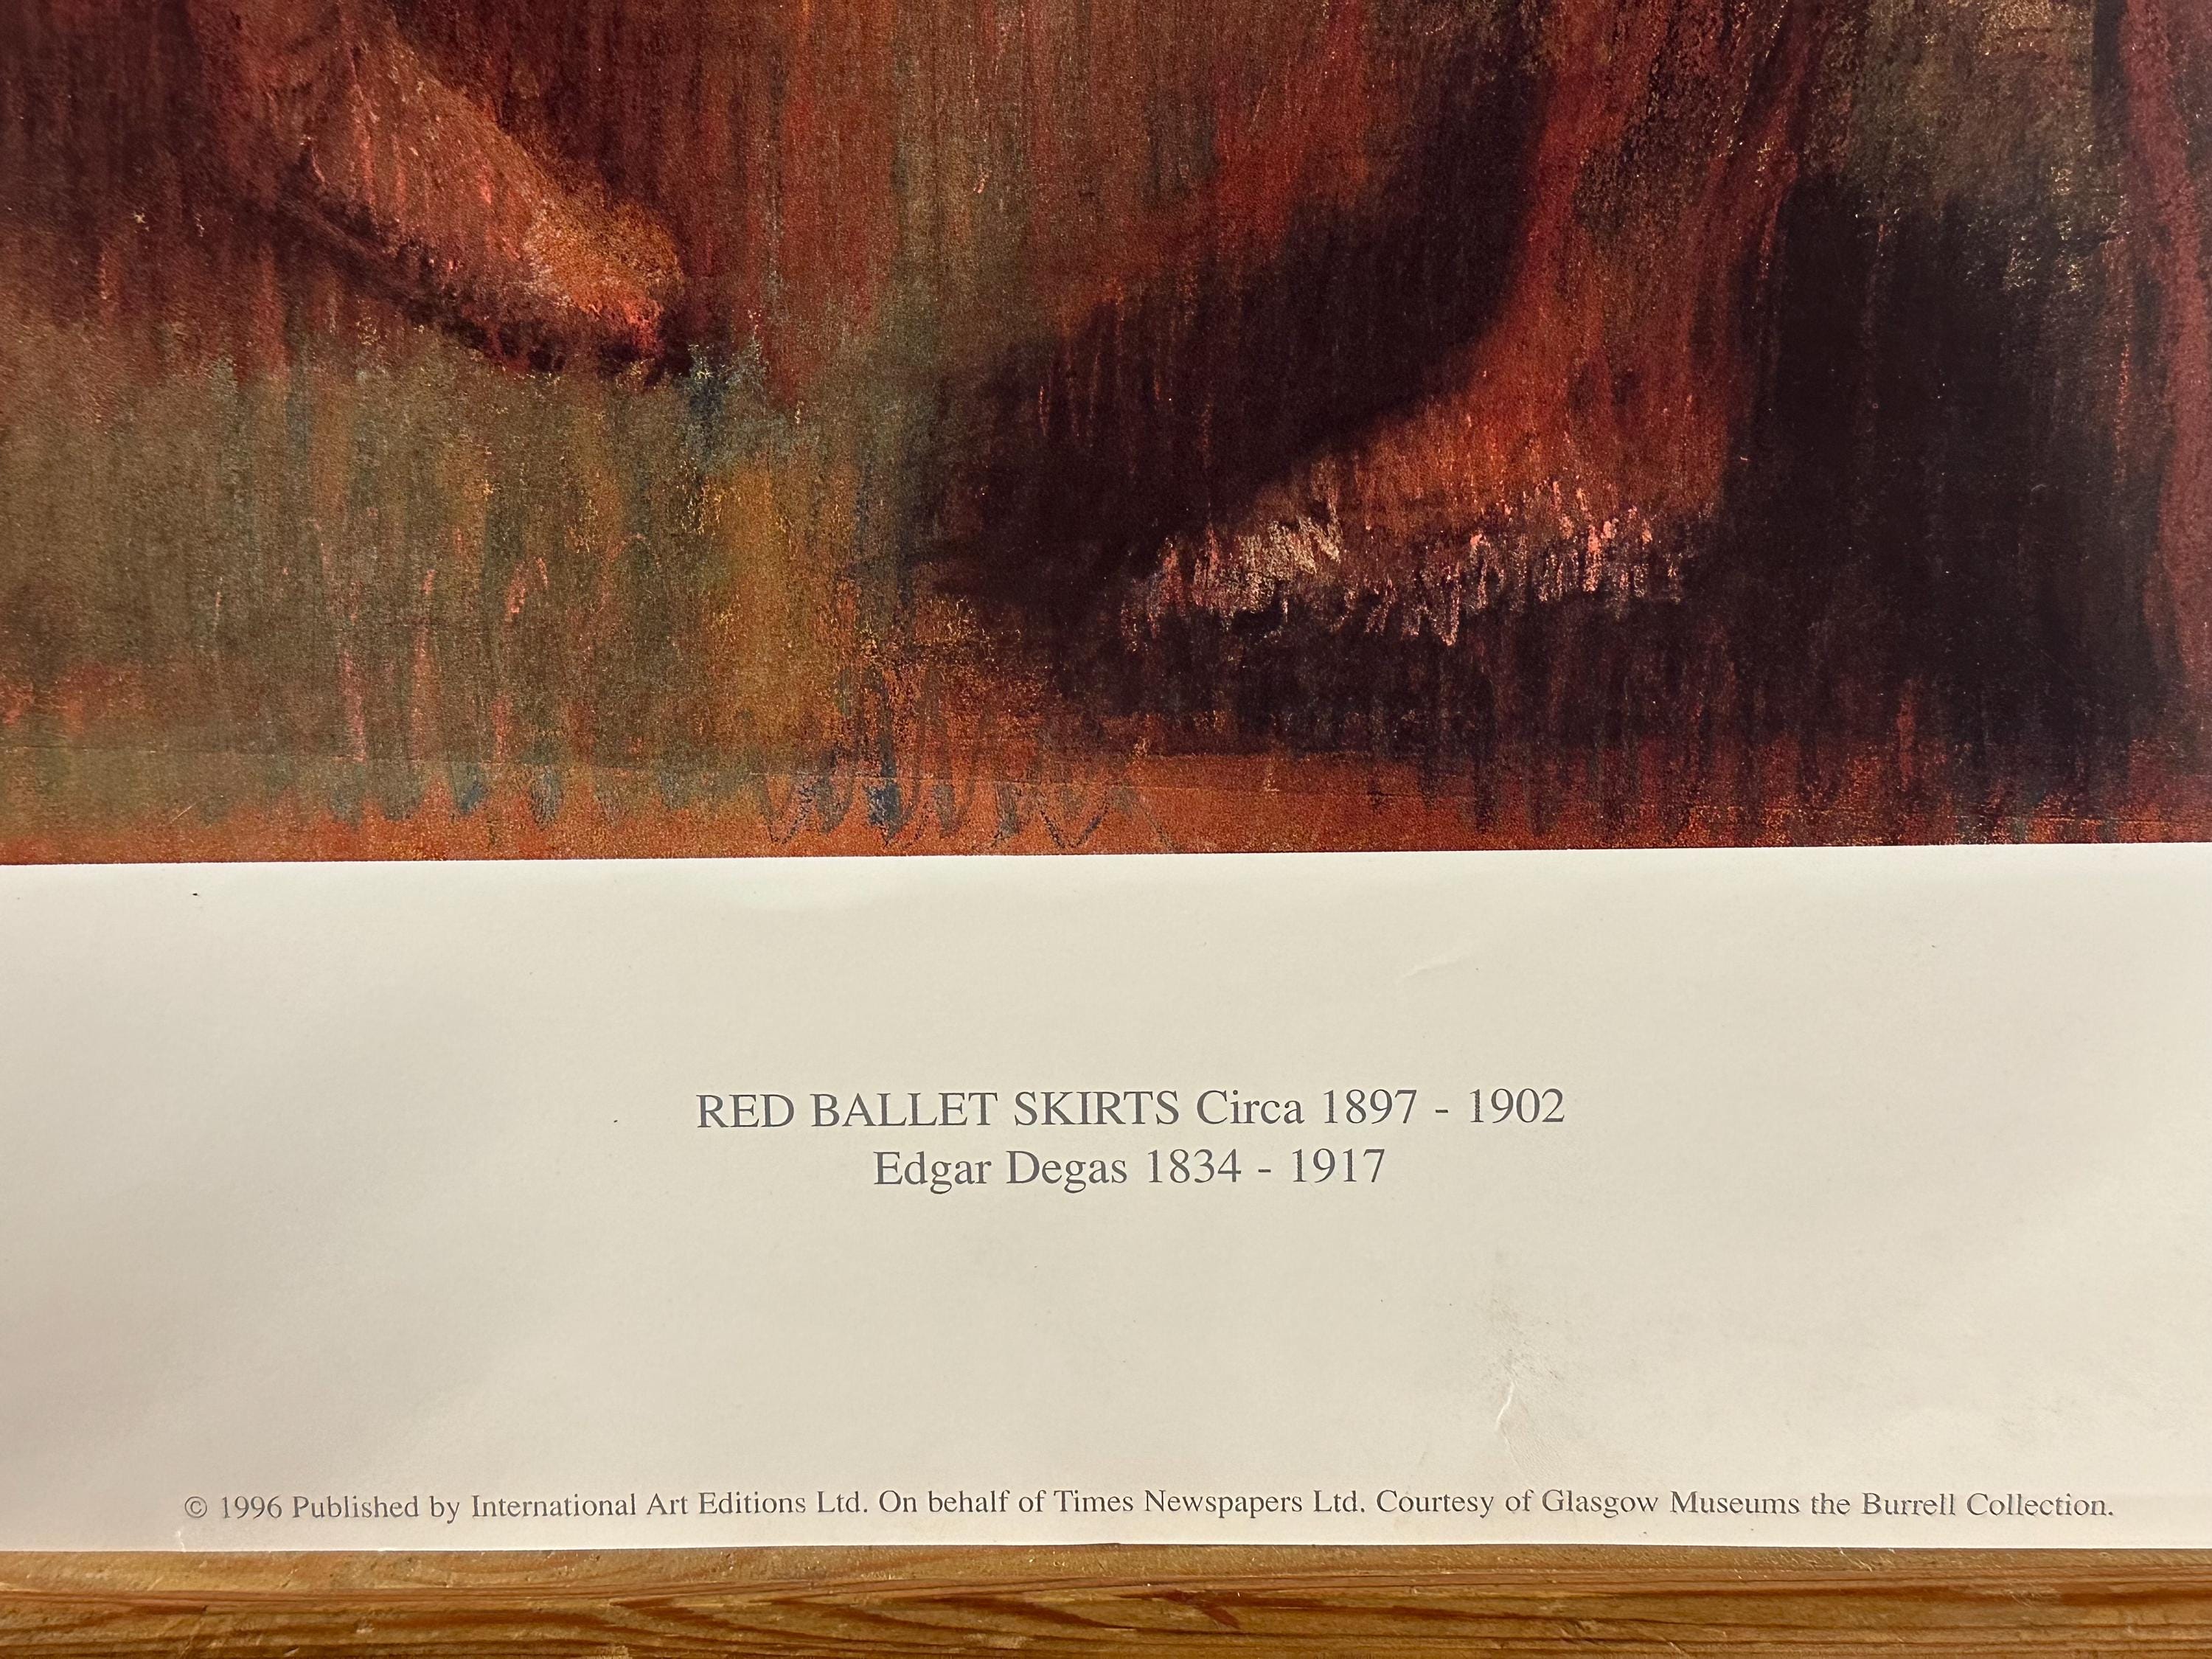 RED BALLET SKIRTS Circa 1897 - 1902
Edgar Degas 1834 - 1917
© 1996 Published by International Art Editions Ltd. On behalf of Times Newspapers Ltd. Courtesy of Glasgow Museums the Burrell Collection.